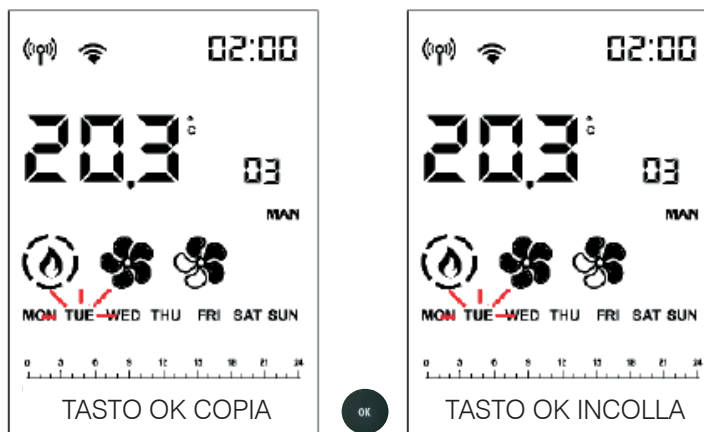 02:00
20,3 °C
03
MAN
MON TUE WED THU FRI SAT SUN
0 3 6 9 12 15 18 21 24
TASTO OK COPIA
OK
02:00
20,3 °C
03
MAN
MON TUE WED THU FRI SAT SUN
0 3 6 9 12 15 18 21 24
TASTO OK INCOLLA